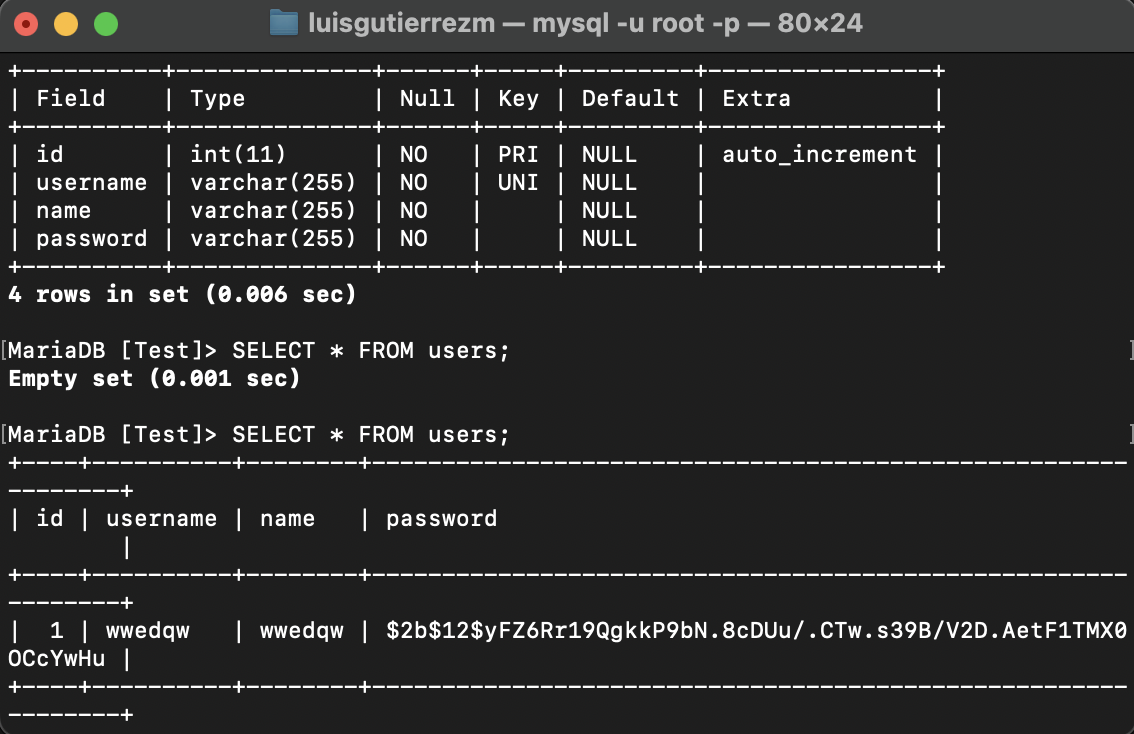 luisgutierrezm — mysql -u root -p — 80×24
+----------+--------------+------+-----+---------+----------------+
| Field    | Type         | Null | Key | Default | Extra          |
+----------+--------------+------+-----+---------+----------------+
| id       | int(11)      | NO   | PRI | NULL    | auto_increment |
| username | varchar(255) | NO   | UNI | NULL    |                |
| name     | varchar(255) | NO   |     | NULL    |                |
| password | varchar(255) | NO   |     | NULL    |                |
+----------+--------------+------+-----+---------+----------------+
4 rows in set (0.006 sec)
[MariaDB [Test]> SELECT * FROM users;                                            ]
Empty set (0.001 sec)
[MariaDB [Test]> SELECT * FROM users;                                            ]
+----+----------+--------+------------------------------------------------------
--------+
| id | username | name   | password
        |
+----+----------+--------+------------------------------------------------------
--------+
|  1 | wwedqw   | wwedqw | $2b$12$yFZ6Rr19QgkkP9bN.8cDUu/.CTw.s39B/V2D.AetF1TMX0
OCcYwHu |
+----+----------+--------+------------------------------------------------------
--------+